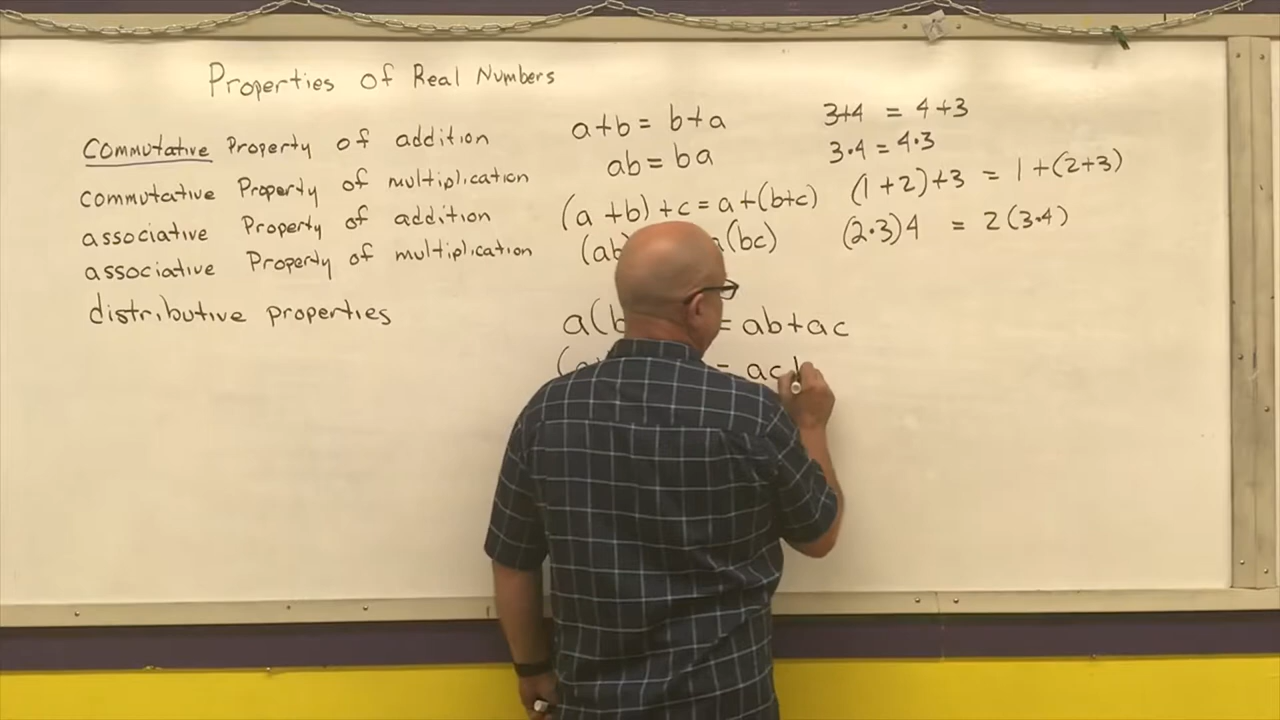 Properties of Real Numbers
Commutative Property of addition
a+b = b+a
3+4 = 4+3
commutative Property of multiplication
ab = ba
3·4 = 4·3
associative Property of addition
(a+b)+c = a+(b+c)
(1+2)+3 = 1+(2+3)
associative Property of multiplication
(ab (bc)
(2·3)4 = 2(3·4)
distributive properties
a(b = ab+ac
= ac